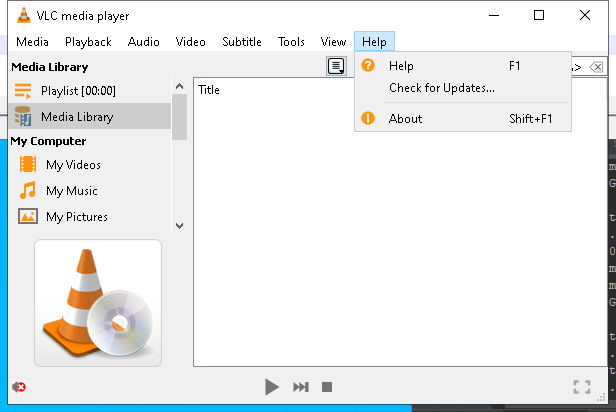 VLC media player
Media Playback Audio Video Subtitle Tools View Help
Media Library
Playlist [00:00]
Media Library
My Computer
My Videos
My Music
My Pictures
Title
Help F1
Check for Updates...
About Shift+F1